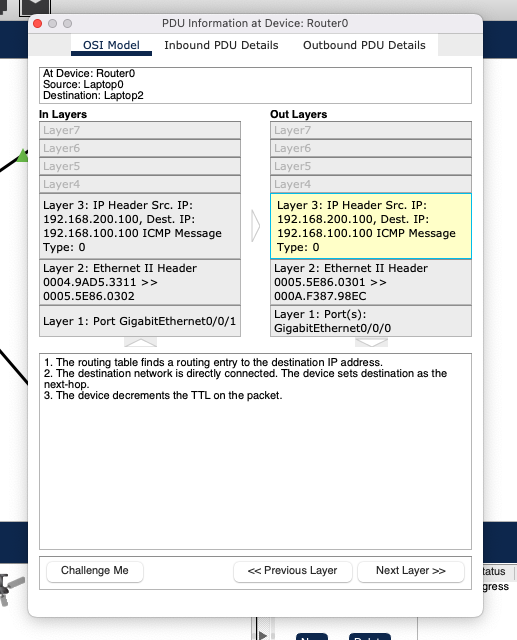 PDU Information at Device: Router0
OSI Model
Inbound PDU Details
Outbound PDU Details
At Device: Router0
Source: Laptop0
Destination: Laptop2
In Layers
Layer7
Layer6
Layer5
Layer4
Layer 3: IP Header Src. IP:
192.168.200.100, Dest. IP:
192.168.100.100 ICMP Message
Type: 0
Layer 2: Ethernet II Header
0004.9AD5.3311 >>
0005.5E86.0302
Layer 1: Port GigabitEthernet0/0/1
Out Layers
Layer7
Layer6
Layer5
Layer4
Layer 3: IP Header Src. IP:
192.168.200.100, Dest. IP:
192.168.100.100 ICMP Message
Type: 0
Layer 2: Ethernet II Header
0005.5E86.0301 >>
000A.F387.98EC
Layer 1: Port(s):
GigabitEthernet0/0/0
1. The routing table finds a routing entry to the destination IP address.
2. The destination network is directly connected. The device sets destination as the
next-hop.
3. The device decrements the TTL on the packet.
Challenge Me
<< Previous Layer
Next Layer >>
tatus
gress